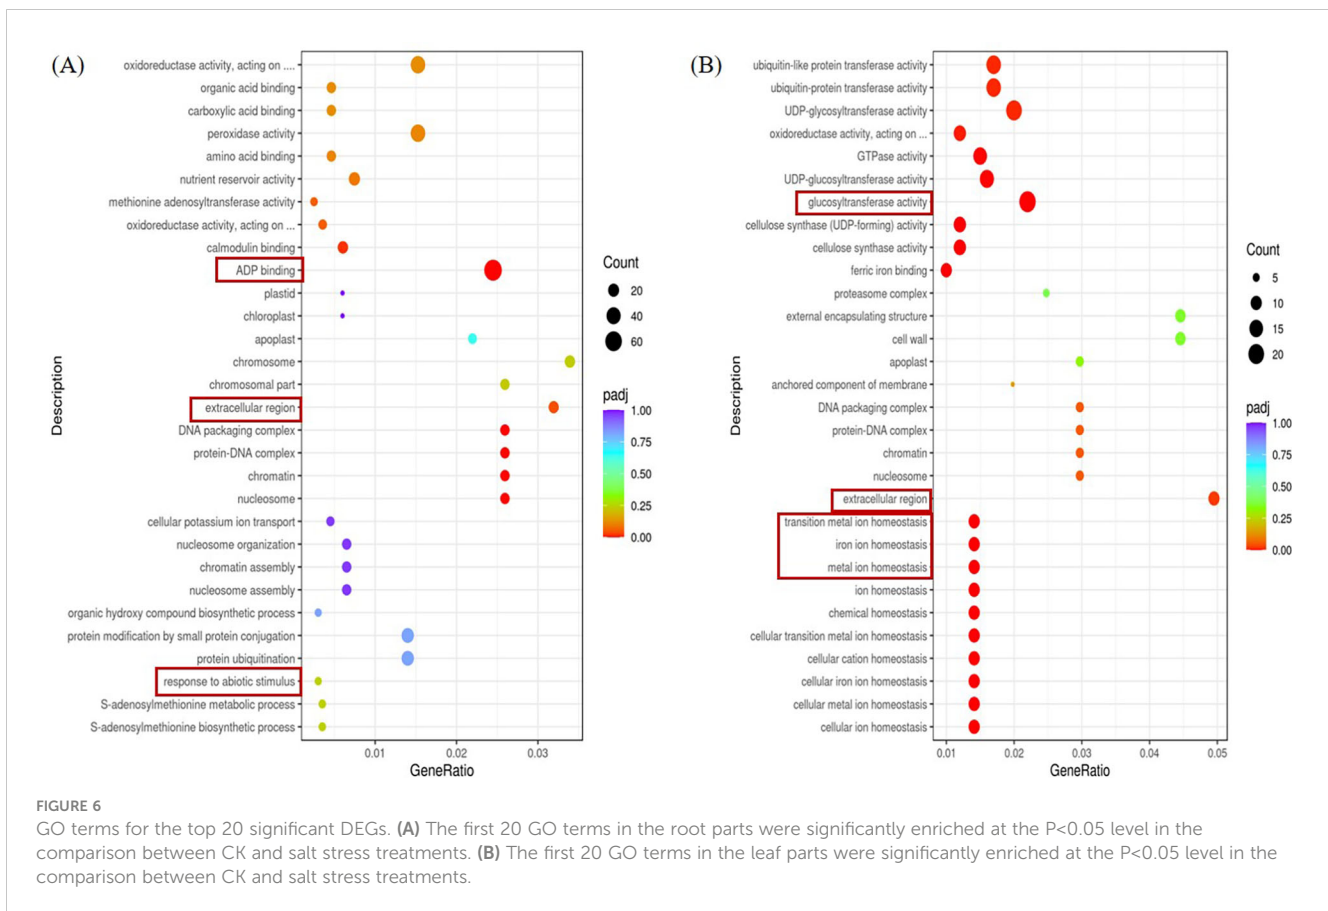 (A)
oxidoreductase activity, acting on ....
organic acid binding
carboxylic acid binding
peroxidase activity
amino acid binding
nutrient reservoir activity
methionine adenosyltransferase activity
oxidoreductase activity, acting on ...
calmodulin binding
ADP binding
plastid
chloroplast
apoplast
chromosome
chromosomal part
extracellular region
DNA packaging complex
protein-DNA complex
chromatin
nucleosome
cellular potassium ion transport
nucleosome organization
chromatin assembly
nucleosome assembly
organic hydroxy compound biosynthetic process
protein modification by small protein conjugation
protein ubiquitination
response to abiotic stimulus
S-adenosylmethionine metabolic process
S-adenosylmethionine biosynthetic process
Description
0.01 0.02 0.03
GeneRatio
Count
20
40
60
padj
1.00
0.75
0.50
0.25
0.00
(B)
ubiquitin-like protein transferase activity
ubiquitin-protein transferase activity
UDP-glycosyltransferase activity
oxidoreductase activity, acting on ...
GTPase activity
UDP-glucosyltransferase activity
glucosyltransferase activity
cellulose synthase (UDP-forming) activity
cellulose synthase activity
ferric iron binding
proteasome complex
external encapsulating structure
cell wall
apoplast
anchored component of membrane
DNA packaging complex
protein-DNA complex
chromatin
nucleosome
extracellular region
transition metal ion homeostasis
iron ion homeostasis
metal ion homeostasis
ion homeostasis
chemical homeostasis
cellular transition metal ion homeostasis
cellular cation homeostasis
cellular iron ion homeostasis
cellular metal ion homeostasis
cellular ion homeostasis
Description
0.01 0.02 0.03 0.04 0.05
GeneRatio
Count
5
10
15
20
padj
1.00
0.75
0.50
0.25
0.00
FIGURE 6
GO terms for the top 20 significant DEGs. (A) The first 20 GO terms in the root parts were significantly enriched at the P<0.05 level in the
comparison between CK and salt stress treatments. (B) The first 20 GO terms in the leaf parts were significantly enriched at the P<0.05 level in the
comparison between CK and salt stress treatments.